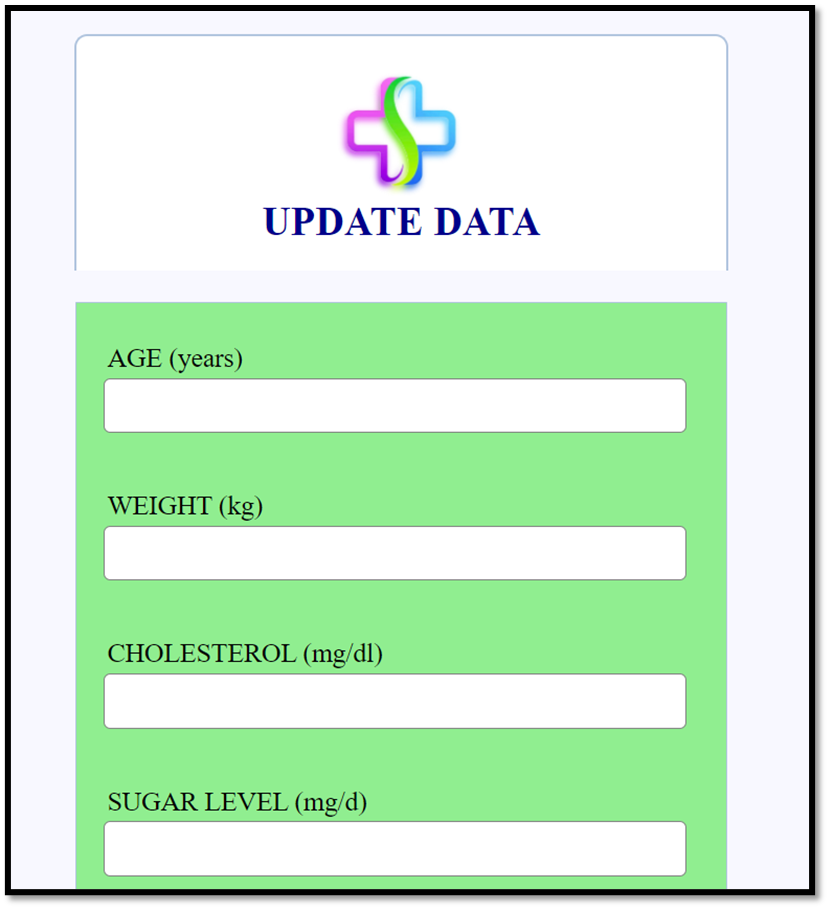 UPDATE DATA
AGE (years)
WEIGHT (kg)
CHOLESTEROL (mg/dl)
SUGAR LEVEL (mg/d)